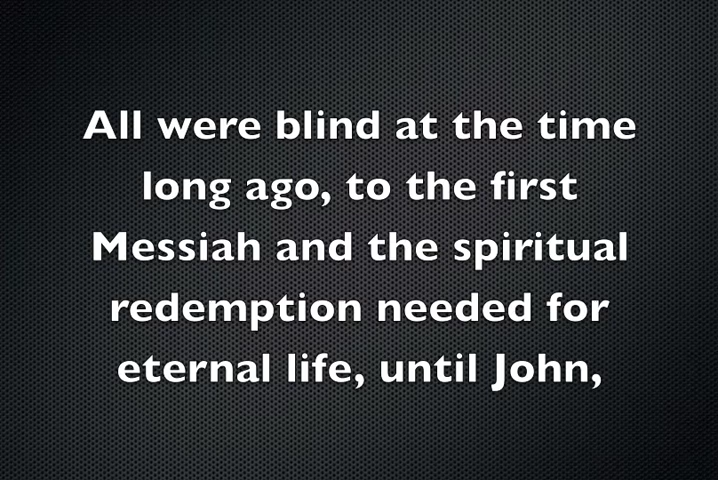 All were blind at the time
long ago, to the first
Messiah and the spiritual
redemption needed for
eternal life, until John,